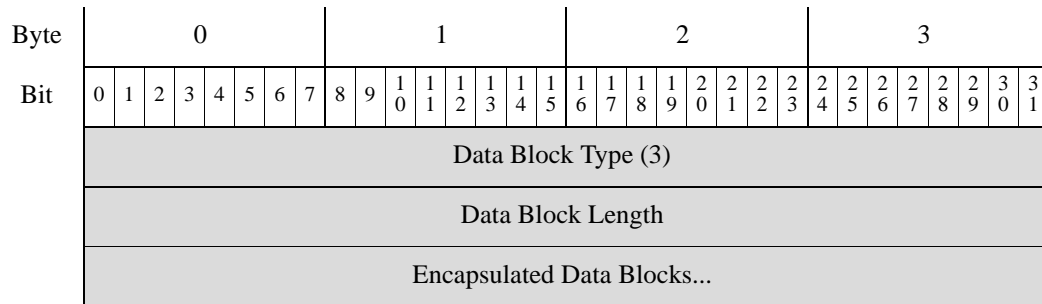 Byte 0 1 2 3
Bit 0 1 2 3 4 5 6 7 8 9 10 11 12 13 14 15 16 17 18 19 20 21 22 23 24 25 26 27 28 29 30 31
Data Block Type (3)
Data Block Length
Encapsulated Data Blocks...